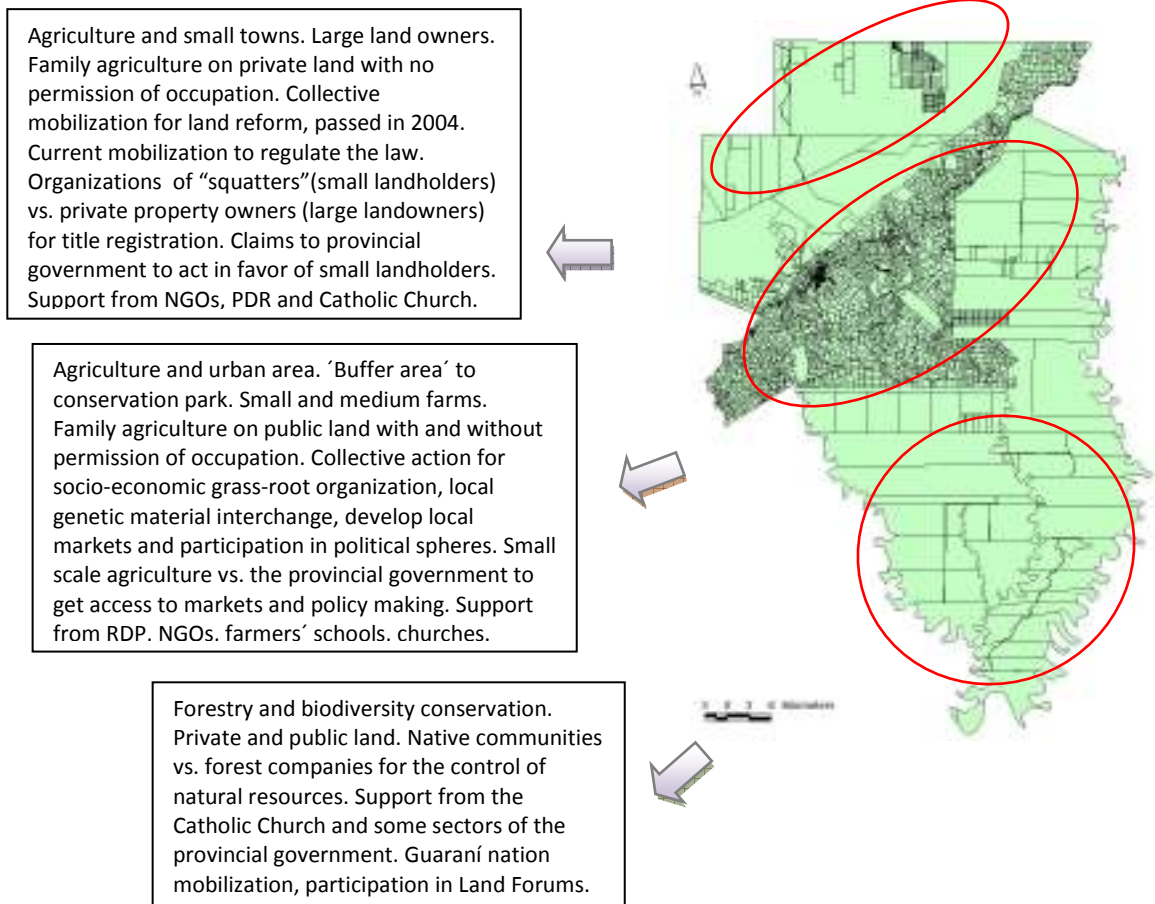 Agriculture and small towns. Large land owners.
Family agriculture on private land with no
permission of occupation. Collective
mobilization for land reform, passed in 2004.
Current mobilization to regulate the law.
Organizations of “squatters”(small landholders)
vs. private property owners (large landowners)
for title registration. Claims to provincial
government to act in favor of small landholders.
Support from NGOs, PDR and Catholic Church.
Agriculture and urban area. ´Buffer area´ to
conservation park. Small and medium farms.
Family agriculture on public land with and without
permission of occupation. Collective action for
socio-economic grass-root organization, local
genetic material interchange, develop local
markets and participation in political spheres. Small
scale agriculture vs. the provincial government to
get access to markets and policy making. Support
from RDP. NGOs. farmers´ schools. churches.
Forestry and biodiversity conservation.
Private and public land. Native communities
vs. forest companies for the control of
natural resources. Support from the
Catholic Church and some sectors of the
provincial government. Guaraní nation
mobilization, participation in Land Forums.